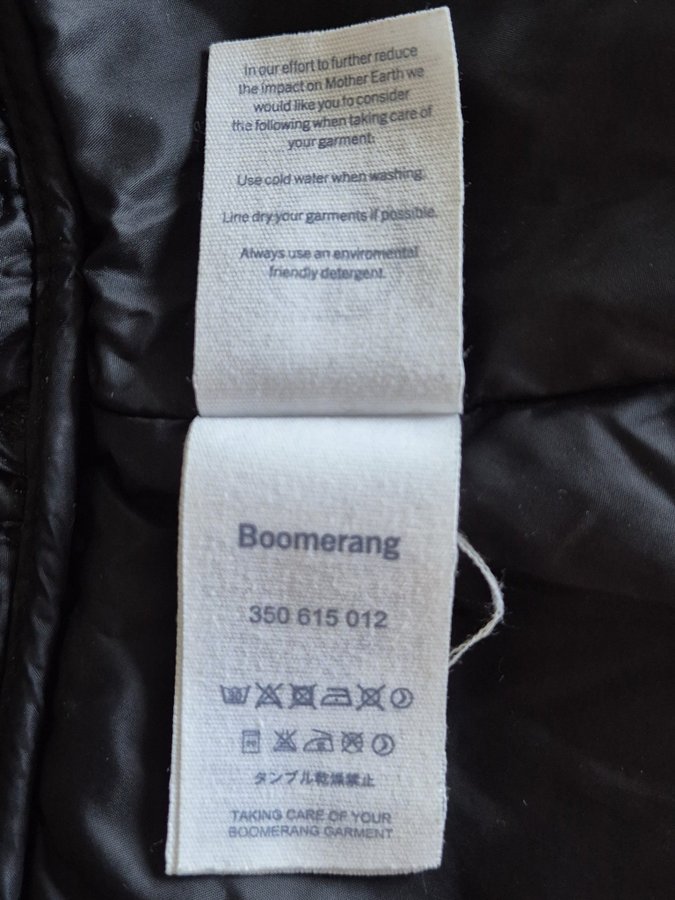 In our effort to further reduce
the impact on Mother Earth we
would like you to consider
the following when taking care of
your garment:
Use cold water when washing.
Line dry your garments if possible.
Always use an enviromental
friendly detergent.
Boomerang
350 615 012
タンブル乾燥禁止
TAKING CARE OF YOUR
BOOMERANG GARMENT